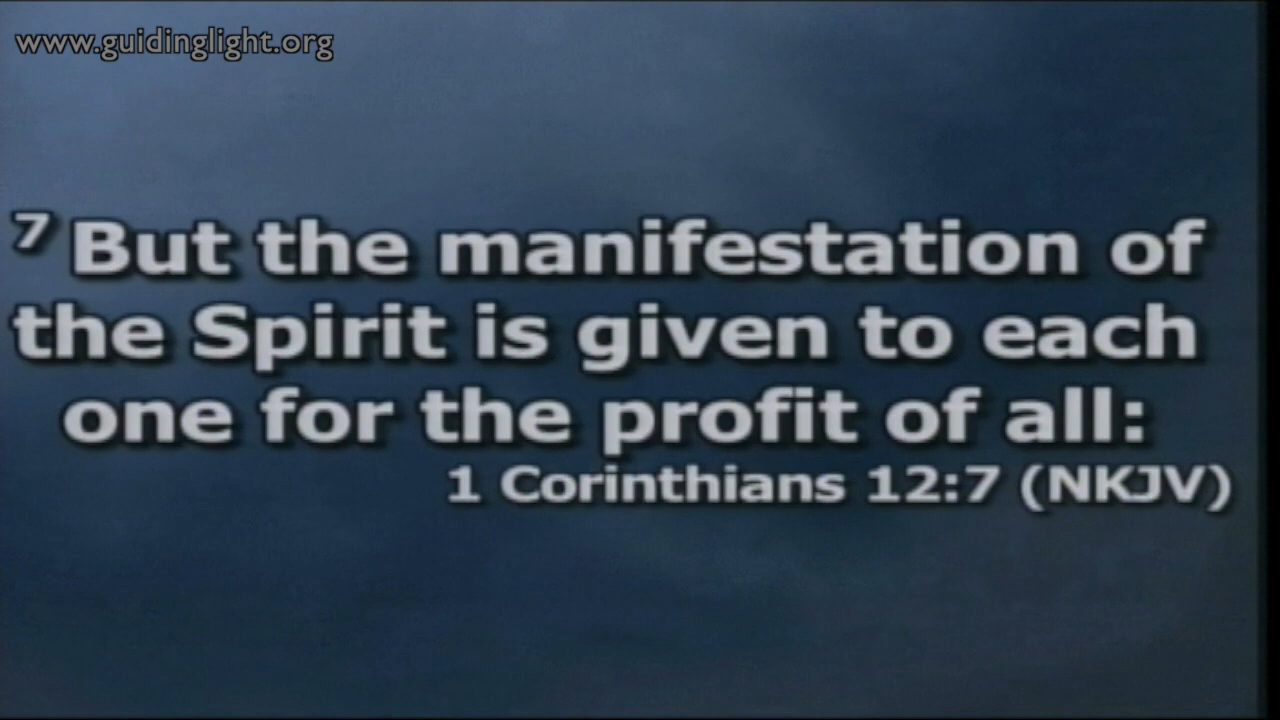 www.guidinglight.org
7 But the manifestation of
the Spirit is given to each
one for the profit of all:
1 Corinthians 12:7 (NKJV)